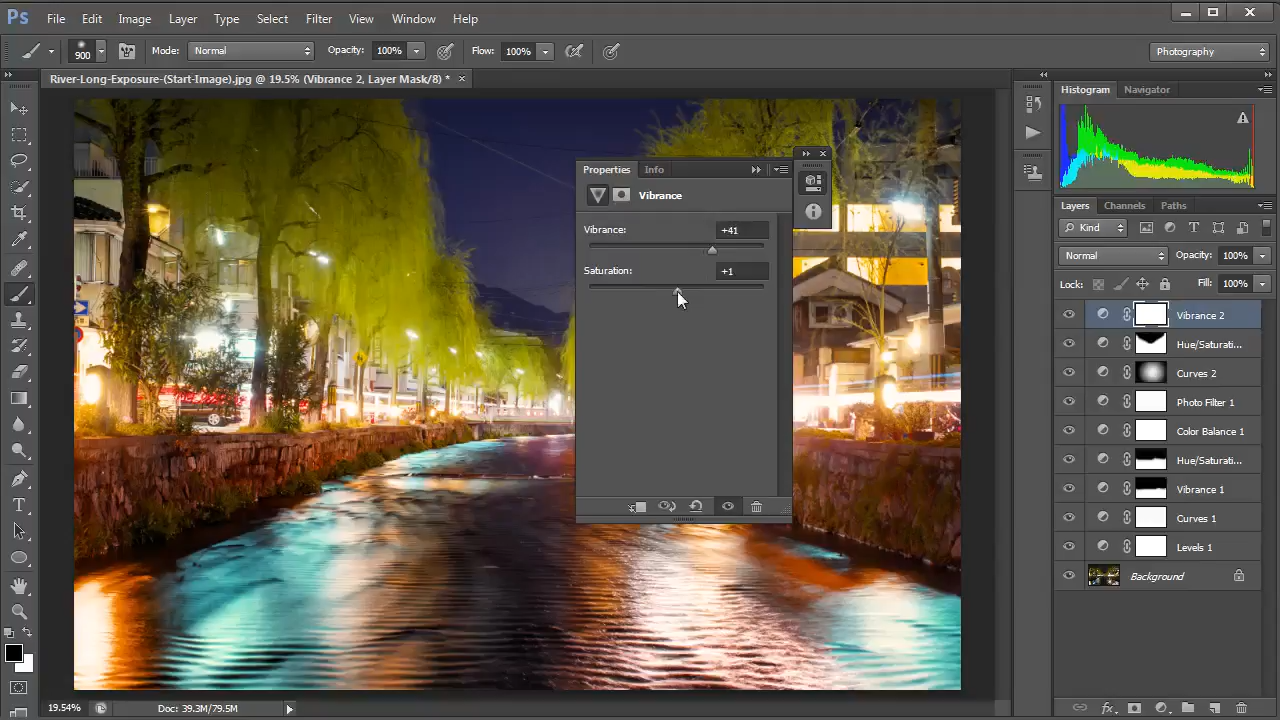 Ps File Edit Image Layer Type Select Filter View Window Help
900 Mode: Normal Opacity: 100% Flow: 100% Photography
River-Long-Exposure-(Start-Image).jpg @ 19.5% (Vibrance 2, Layer Mask/8) *
Histogram Navigator
Properties Info
Vibrance
Vibrance: +41
Saturation: +1
Layers Channels Paths
Kind
Normal Opacity: 100%
Lock: Fill: 100%
Vibrance 2
Hue/Saturati...
Curves 2
Photo Filter 1
Color Balance 1
Hue/Saturati...
Vibrance 1
Curves 1
Levels 1
Background
19.54% Doc: 39.3M/79.5M
fx